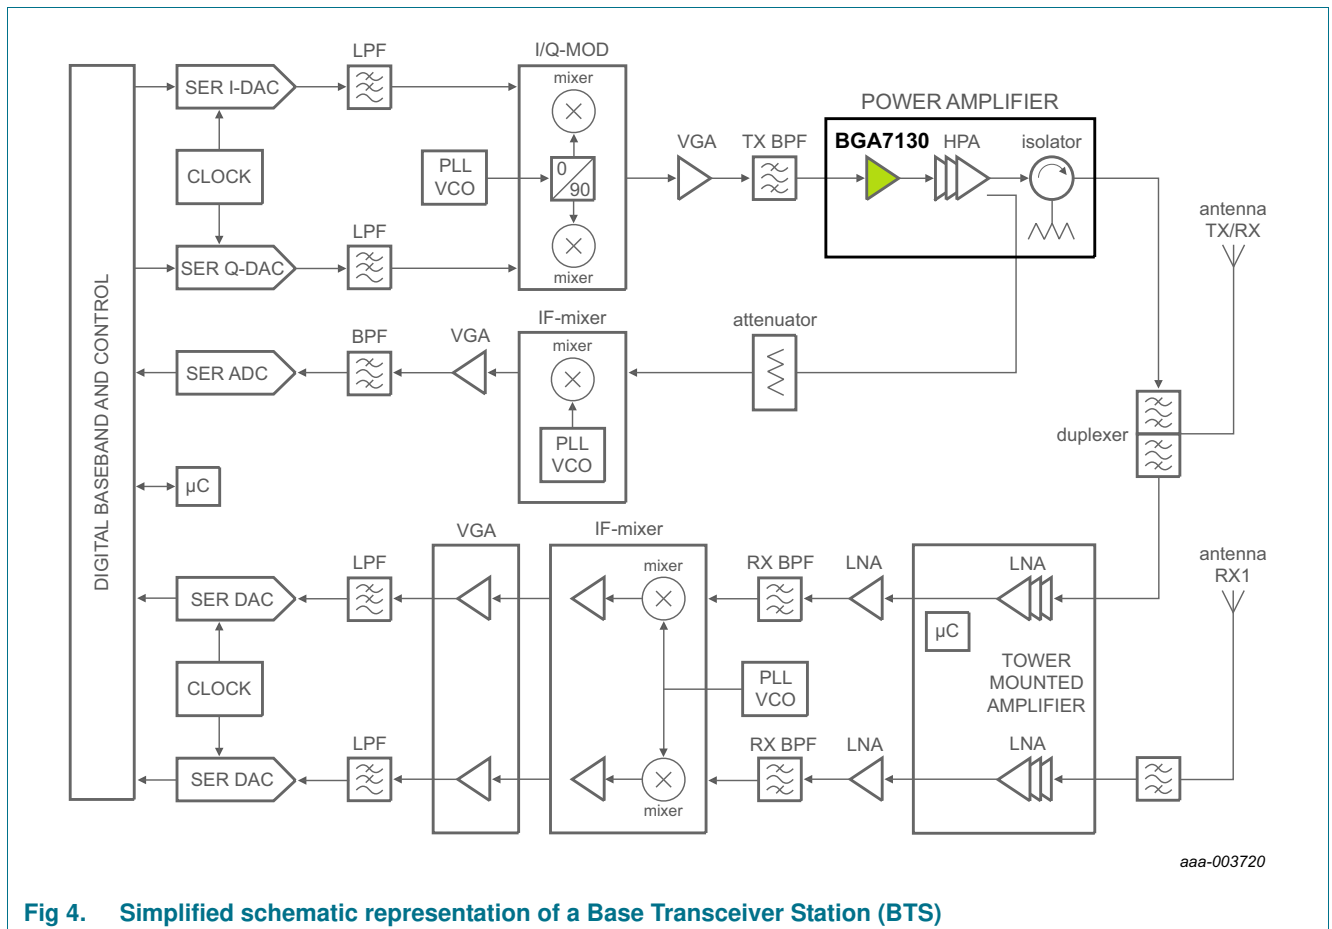 LPF
I/Q-MOD
SER I-DAC
mixer
POWER AMPLIFIER
CLOCK
PLL
VCO
0
90
VGA
TX BPF
BGA7130
HPA
isolator
LPF
SER Q-DAC
mixer
antenna
TX/RX
DIGITAL BASEBAND AND CONTROL
BPF
VGA
IF-mixer
mixer
attenuator
SER ADC
PLL
VCO
duplexer
µC
VGA
IF-mixer
LPF
mixer
RX BPF
LNA
LNA
antenna
RX1
SER DAC
µC
CLOCK
PLL
VCO
TOWER
MOUNTED
AMPLIFIER
LPF
RX BPF
LNA
LNA
SER DAC
mixer
aaa-003720
Fig 4. Simplified schematic representation of a Base Transceiver Station (BTS)